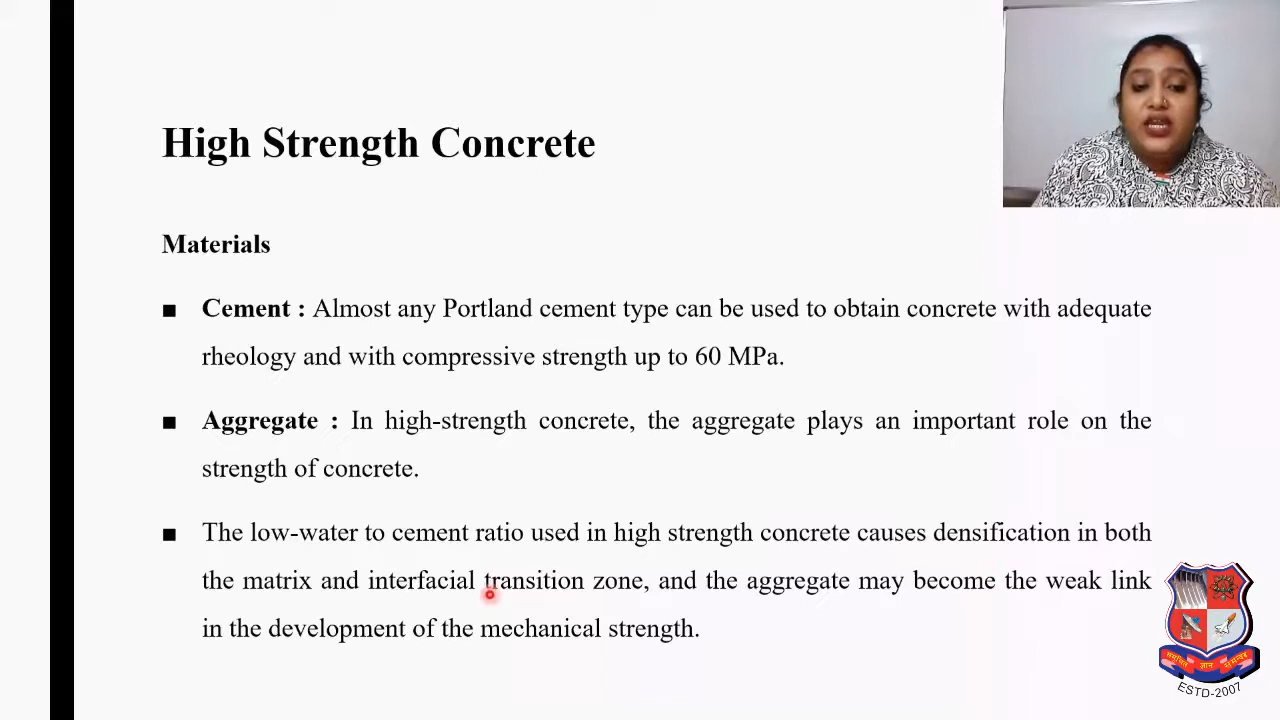 High Strength Concrete
Materials
■ Cement : Almost any Portland cement type can be used to obtain concrete with adequate
rheology and with compressive strength up to 60 MPa.
■ Aggregate : In high-strength concrete, the aggregate plays an important role on the
strength of concrete.
■ The low-water to cement ratio used in high strength concrete causes densification in both
the matrix and interfacial transition zone, and the aggregate may become the weak link
in the development of the mechanical strength.
ज्ञान
ESTD-2007